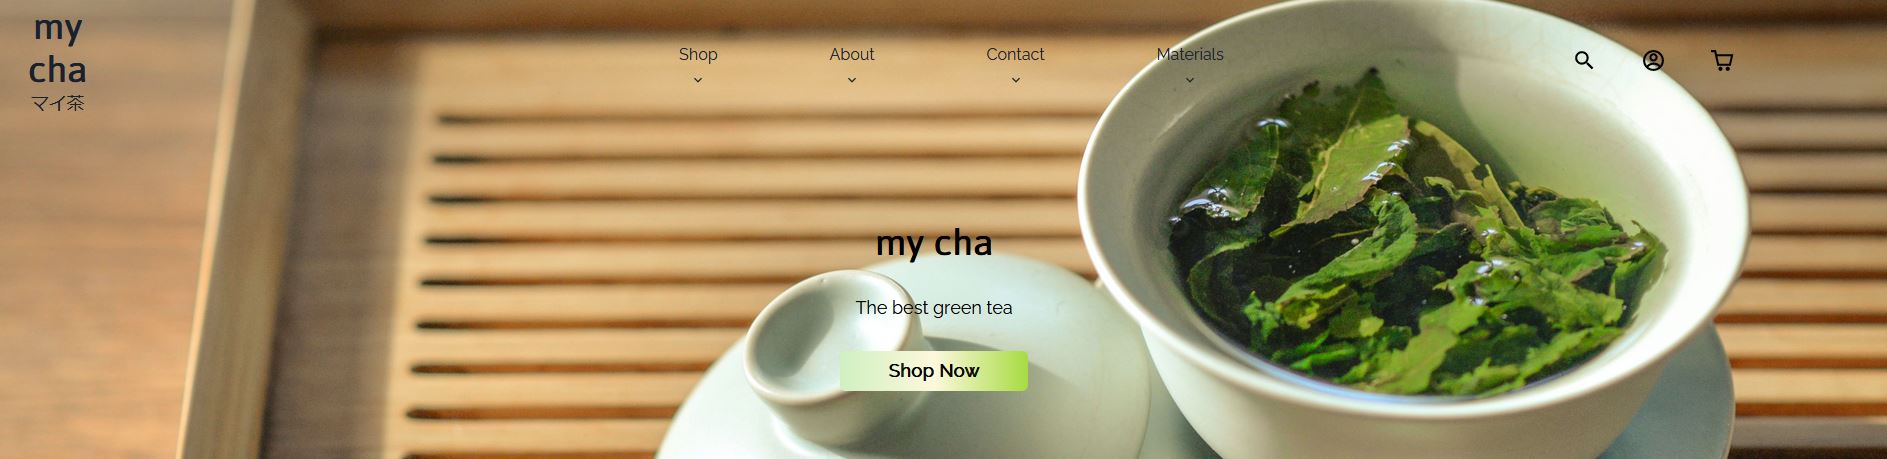 my
cha
マイ茶
Shop
About
Contact
Materials
my cha
The best green tea
Shop Now